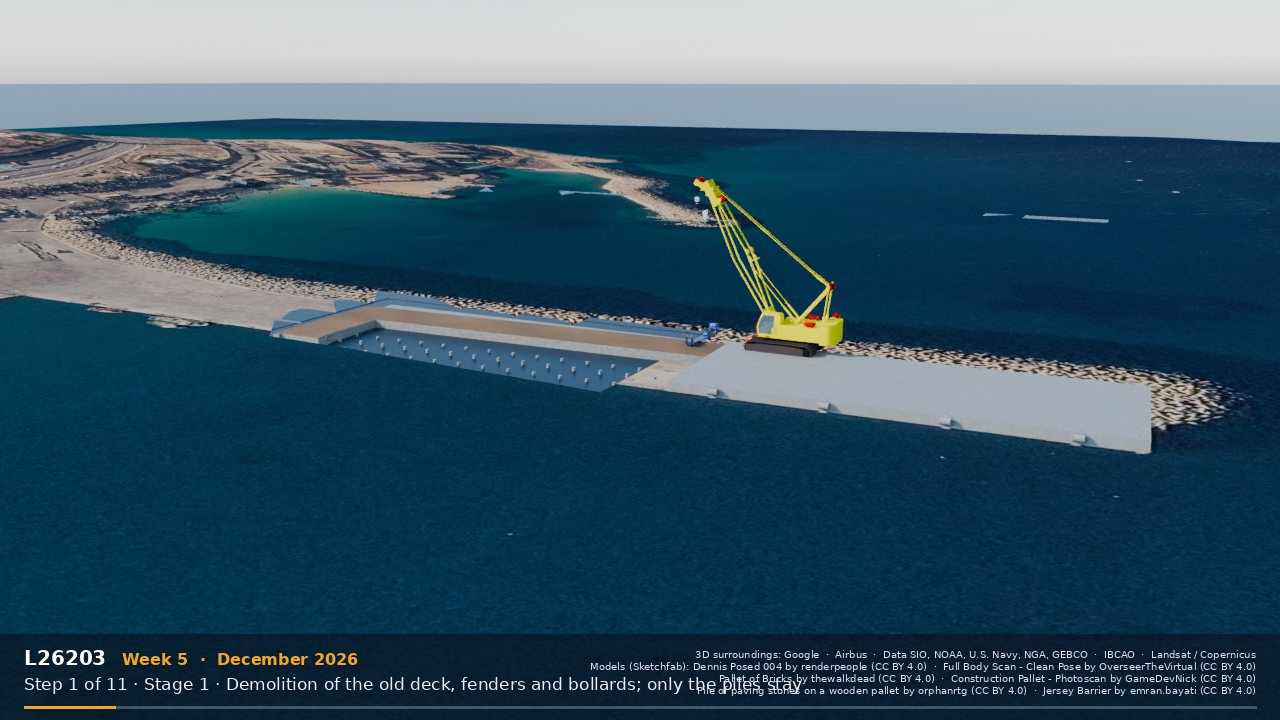 L26203 Week 5 · December 2026
Step 1 of 11 · Stage 1 · Demolition of the old deck, fenders and bollards; only the piles stay
3D surroundings: Google · Airbus · Data SIO, NOAA, U.S. Navy, NGA, GEBCO · IBCAO · Landsat / Copernicus
Models (Sketchfab): Dennis Posed 004 by renderpeople (CC BY 4.0) · Full Body Scan - Clean Pose by OverseerTheVirtual (CC BY 4.0)
Pallet of Bricks by thewalkdead (CC BY 4.0) · Construction Pallet - Photoscan by GameDevNick (CC BY 4.0)
Pile of paving stones on a wooden pallet by orphanrtg (CC BY 4.0) · Jersey Barrier by emran.bayati (CC BY 4.0)